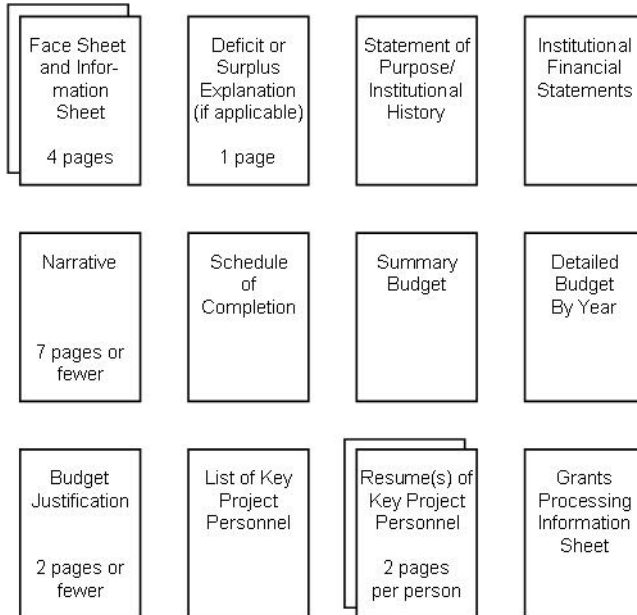 Face Sheet
and Infor-
mation
Sheet
4 pages
Deficit or
Surplus
Explanation
(if applicable)
1 page
Statement of
Purpose/
Institutional
History
Institutional
Financial
Statements
Narrative
7 pages or
fewer
Schedule
of
Completion
Summary
Budget
Detailed
Budget
By Year
Budget
Justification
2 pages or
fewer
List of Key
Project
Personnel
Resume(s) of
Key Project
Personnel
2 pages
per person
Grants
Processing
Information
Sheet